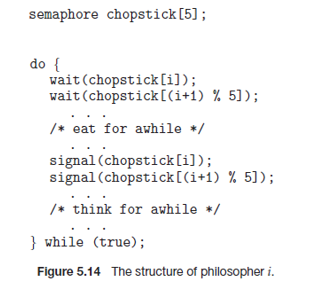 semaphore chopstick[5];
do {
wait(chopstick[i]);
wait(chopstick[(i+1) % 5]);
. . .
/* eat for awhile */
. . .
signal(chopstick[i]);
signal(chopstick[(i+1) % 5]);
. . .
/* think for awhile */
. . .
} while (true);
Figure 5.14 The structure of philosopher i.